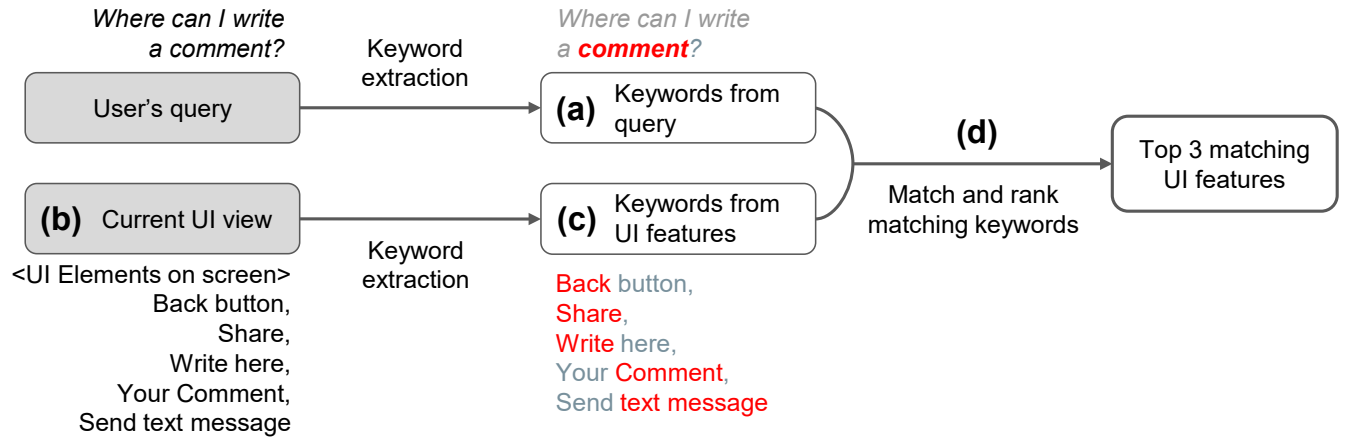 Where can I write
a comment?
Keyword
extraction
Where can I write
a comment?
User's query
(a) Keywords from
query
(d)
Match and rank
matching keywords
Top 3 matching
UI features
(b) Current UI view
Keyword
extraction
(c) Keywords from
UI features
<UI Elements on screen>
Back button,
Share,
Write here,
Your Comment,
Send text message
Back button,
Share,
Write here,
Your Comment,
Send text message